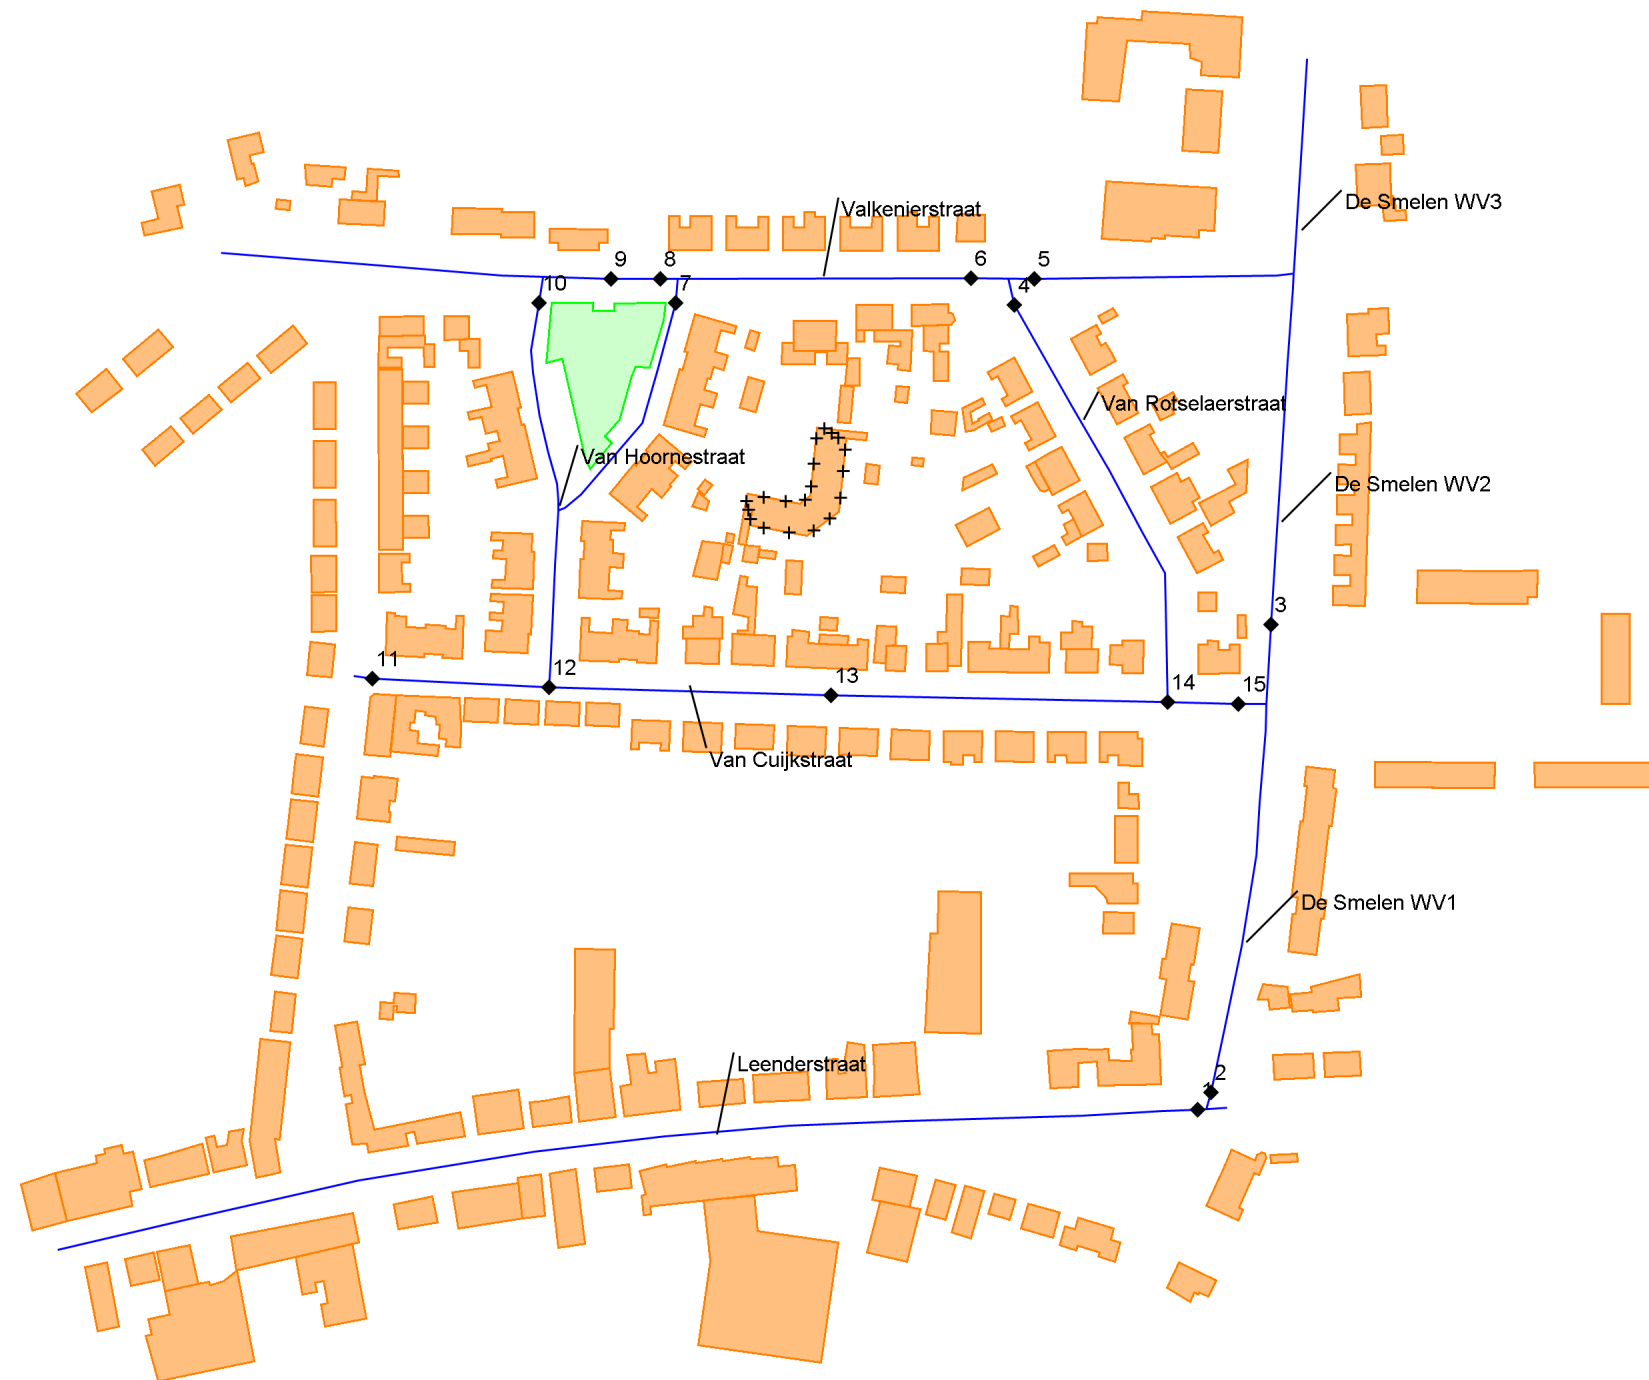 De Smelen WV3
Valkenierstraat
9
8
6
5
10
7
4
Van Rotselaerstraat
Van Hoornestraat
De Smelen WV2
3
11
12
13
14
15
Van Cuijkstraat
De Smelen WV1
Leenderstraat
2
1